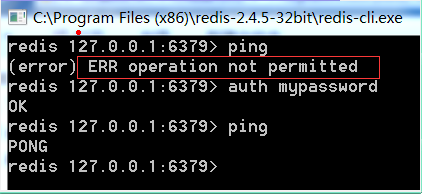 C:\Program Files (x86)\redis-2.4.5-32bit\redis-cli.exe
redis 127.0.0.1:6379> ping
(error) ERR operation not permitted
redis 127.0.0.1:6379> auth mypassword
OK
redis 127.0.0.1:6379> ping
PONG
redis 127.0.0.1:6379>